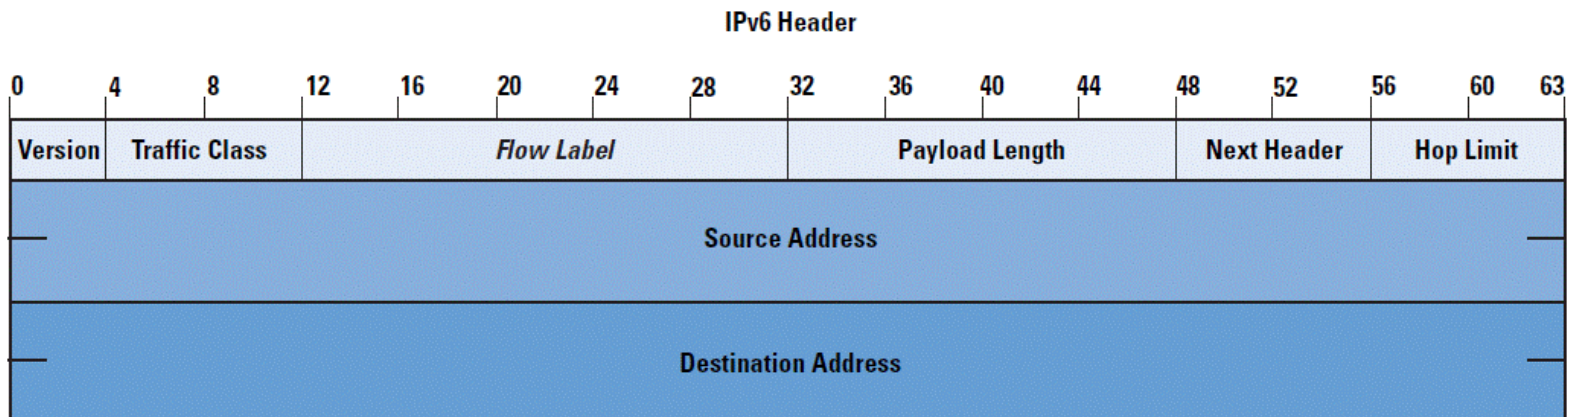 IPv6 Header
0 4 8 12 16 20 24 28 32 36 40 44 48 52 56 60 63
Version Traffic Class Flow Label Payload Length Next Header Hop Limit
Source Address
Destination Address